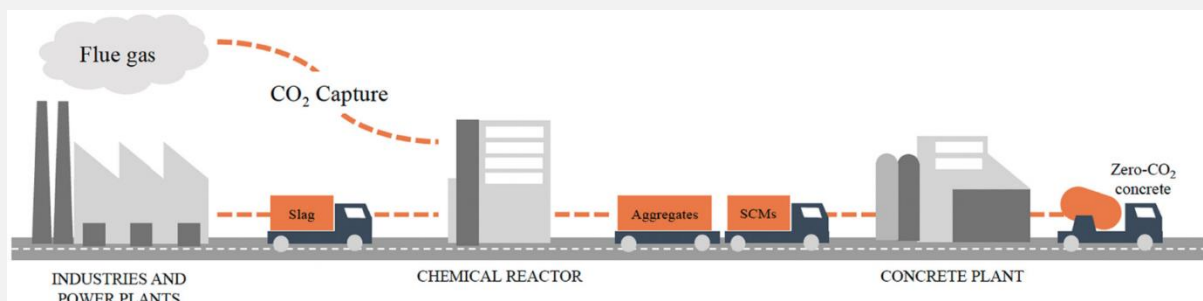 Flue gas
CO₂ Capture
Zero-CO₂
concrete
Slag
Aggregates
SCMs
INDUSTRIES AND
POWER PLANTS
CHEMICAL REACTOR
CONCRETE PLANT